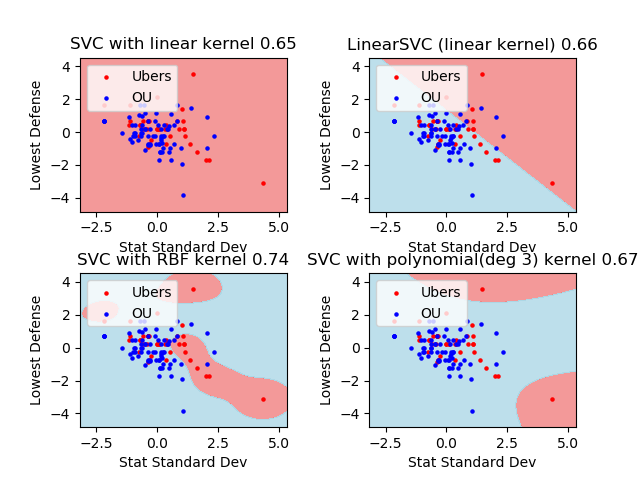 SVC with linear kernel 0.65
LinearSVC (linear kernel) 0.66
4
2
0
−2
−4
Lowest Defense
Ubers
OU
−2.5 0.0 2.5 5.0
Stat Standard Dev
4
2
0
−2
−4
Lowest Defense
Ubers
OU
−2.5 0.0 2.5 5.0
Stat Standard Dev
SVC with RBF kernel 0.74
SVC with polynomial(deg 3) kernel 0.67
4
2
0
−2
−4
Lowest Defense
Ubers
OU
−2.5 0.0 2.5 5.0
Stat Standard Dev
4
2
0
−2
−4
Lowest Defense
Ubers
OU
−2.5 0.0 2.5 5.0
Stat Standard Dev